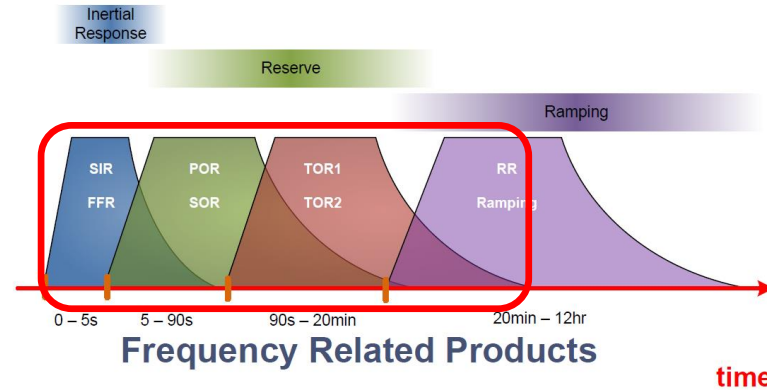 Inertial
Response
Reserve
Ramping
SIR
FFR
POR
SOR
TOR1
TOR2
RR
Ramping
0 – 5s
5 – 90s
90s – 20min
20min – 12hr
Frequency Related Products
time